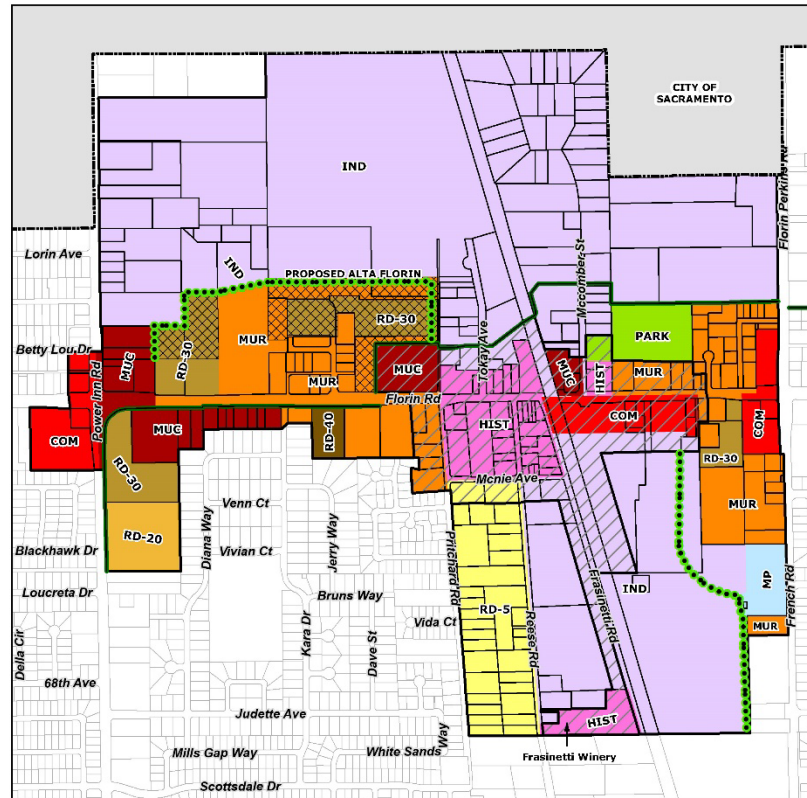 CITY OF
SACRAMENTO
IND
Florin Perkins Rd
Mccomber St
Lorin Ave
IND
PROPOSED ALTA FLORIN
RD-30
Tokay Ave
PARK
Betty Lou Dr
MUC
RD-30
MUR
MUR
MUC
MUC
HIST
MUR
Power Inn Rd
Florin Rd
COM
MUC
RD-40
HIST
COM
COM
RD-30
RD-30
Mcnie Ave
MUR
Venn Ct
RD-20
Diana Way
Jerry Way
Blackhawk Dr
Vivian Ct
Pritchard Rd
Frasinetti Rd
MP
French Rd
Loucreta Dr
Bruns Way
IND
RD-5
Reese Rd
Della Cir
Kara Dr
Dave St
Vida Ct
MUR
68th Ave
Judette Ave
HIST
Mills Gap Way
White Sands Way
Frasinetti Winery
Scottsdale Dr